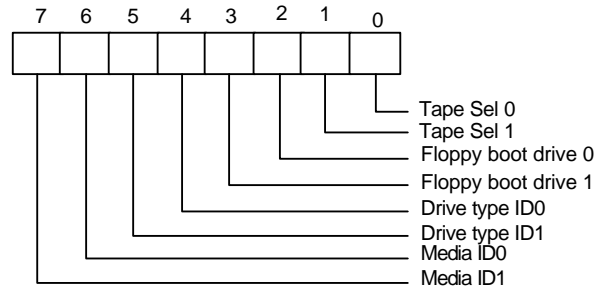 7 6 5 4 3 2 1 0
Tape Sel 0
Tape Sel 1
Floppy boot drive 0
Floppy boot drive 1
Drive type ID0
Drive type ID1
Media ID0
Media ID1